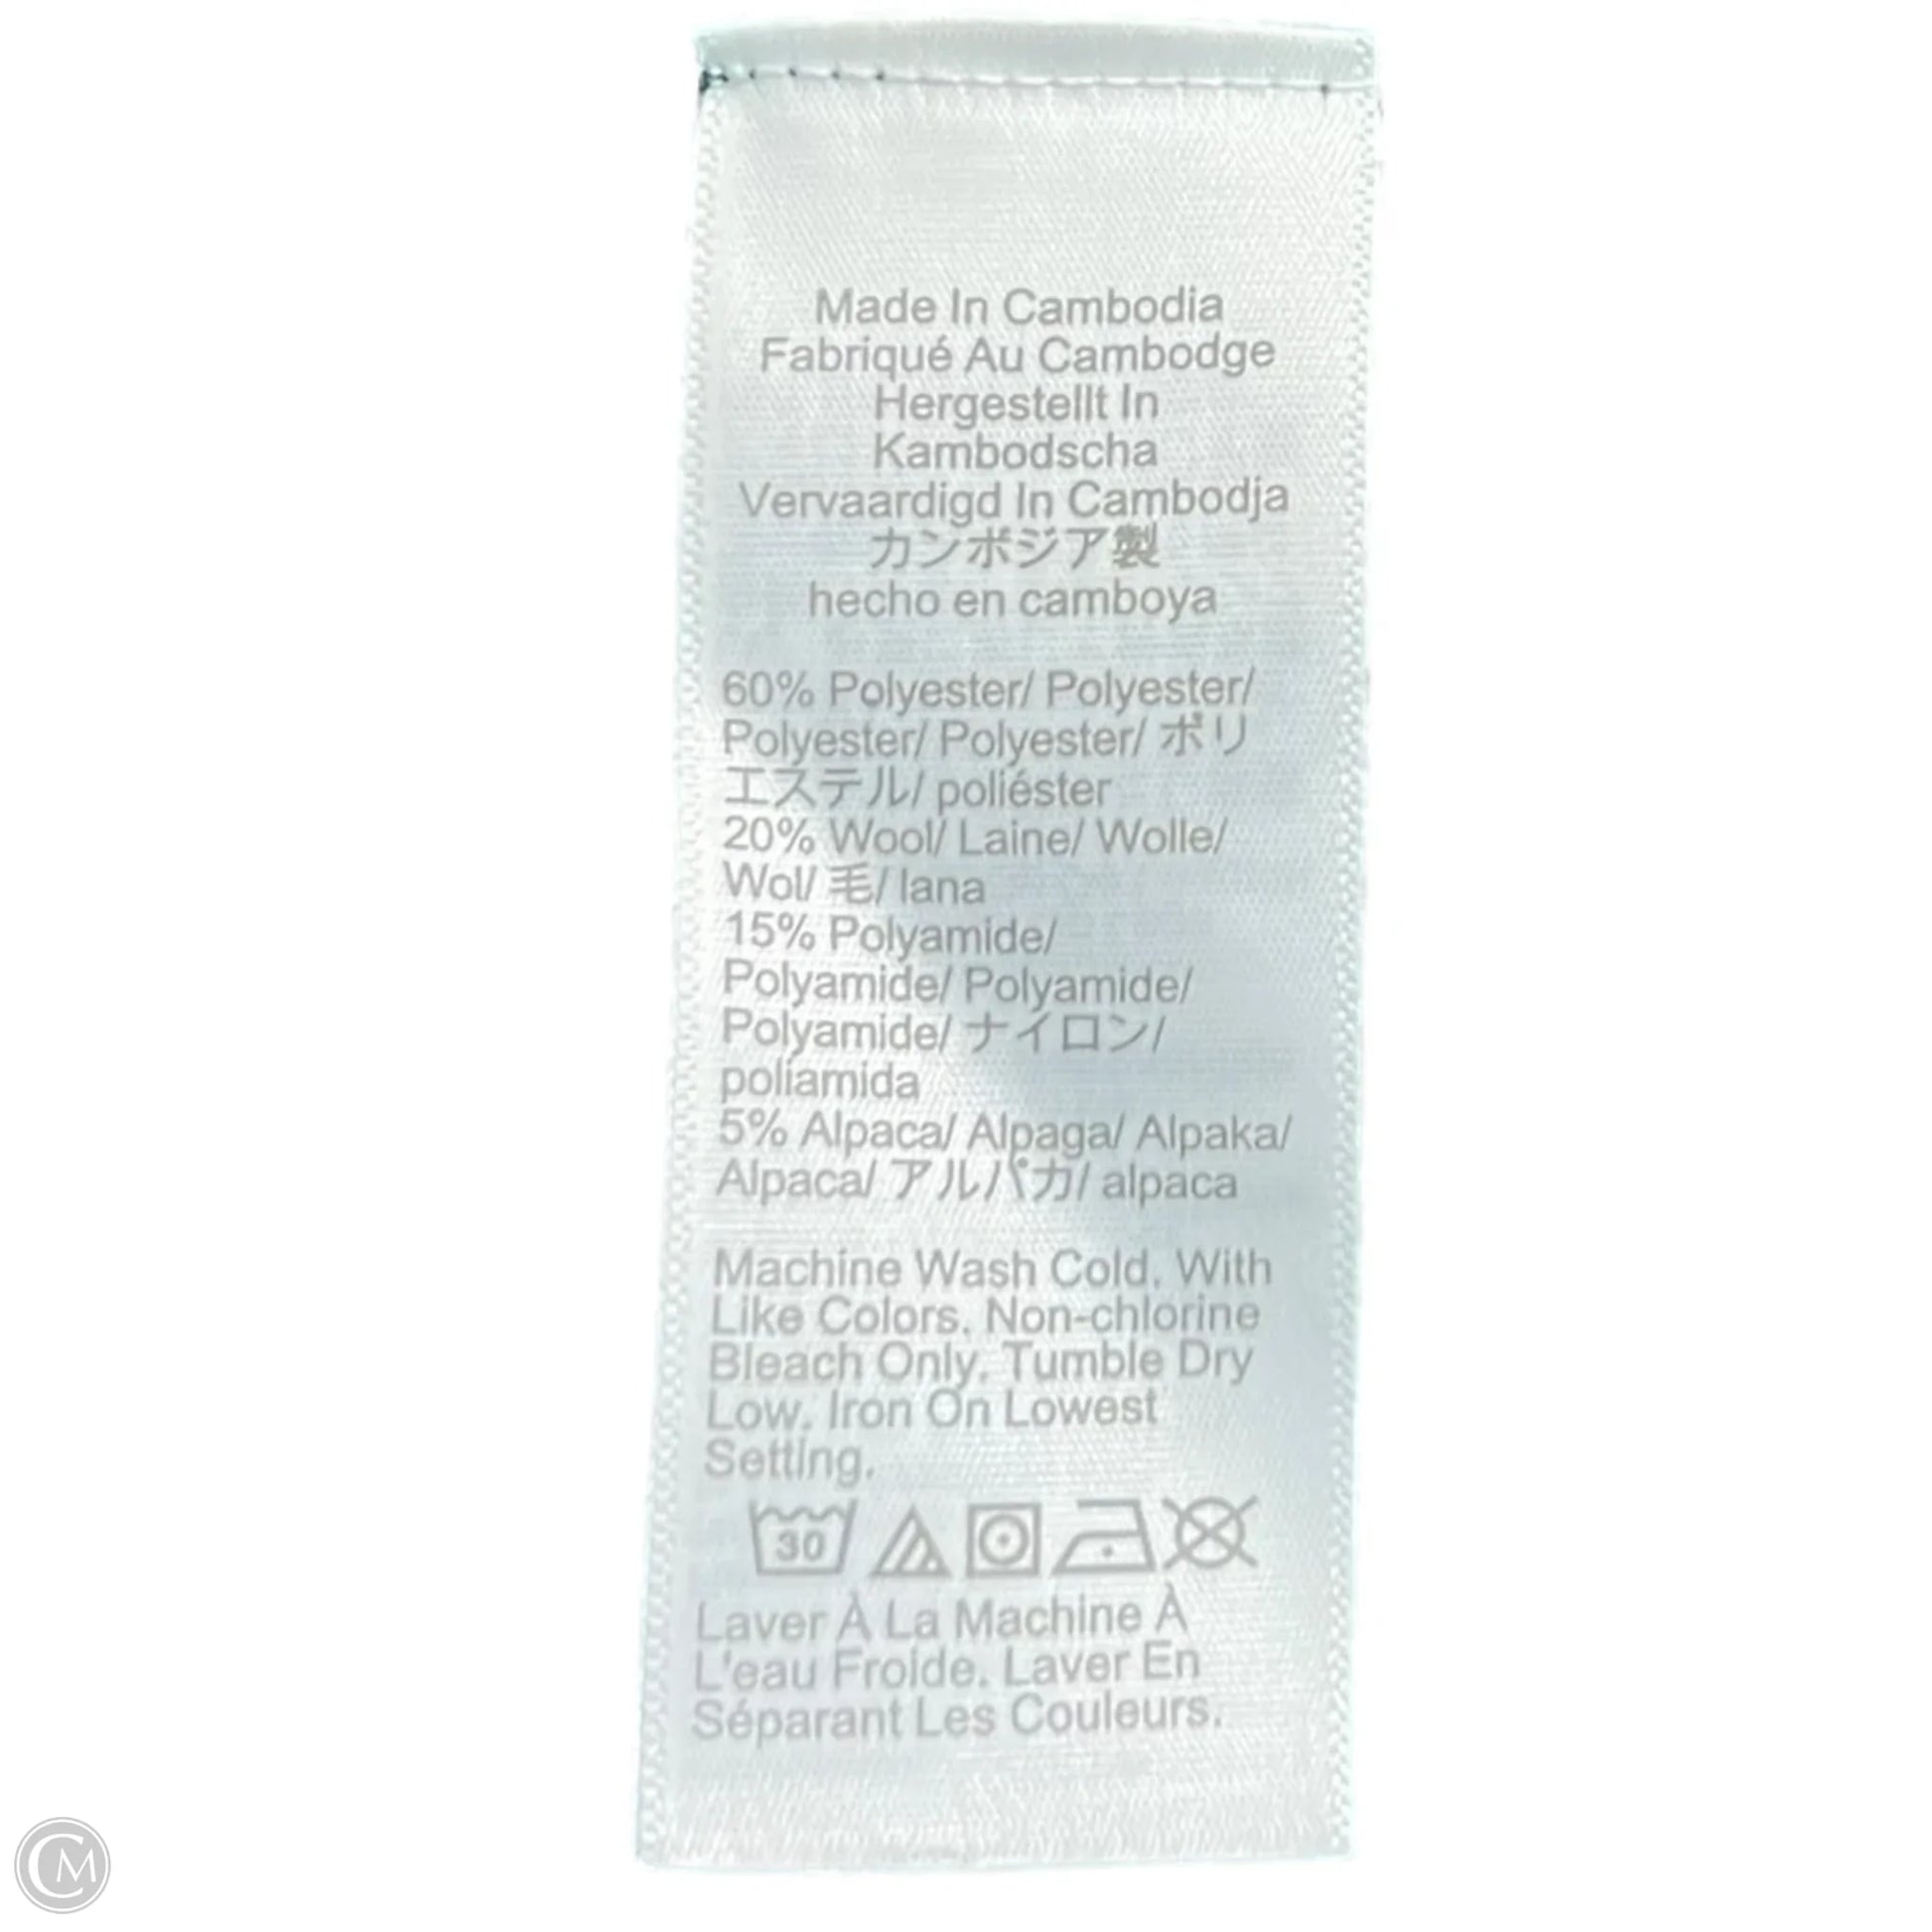 Made In Cambodia
Fabriqué Au Cambodge
Hergestellt In
Kambodscha
Vervaardigd In Cambodja
カンボジア製
hecho en camboya
60% Polyester/ Polyester/
Polyester/ Polyester/ ポリ
エステル/ poliéster
20% Wool/ Laine/ Wolle/
Wol/ 毛/ lana
15% Polyamide/
Polyamide/ Polyamide/
Polyamide/ ナイロン/
poliamida
5% Alpaca/ Alpaga/ Alpaka/
Alpaca/ アルパカ/ alpaca
Machine Wash Cold. With
Like Colors. Non-chlorine
Bleach Only. Tumble Dry
Low. Iron On Lowest
Setting.
30
Laver À La Machine À
L'eau Froide. Laver En
Séparant Les Couleurs.
CM